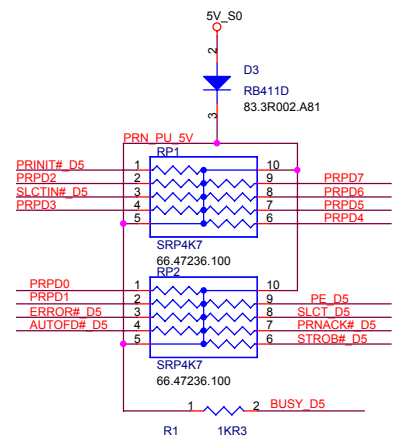 5V_S0
2
D3
RB411D
83.3R002.A81
3
PRN_PU_5V
RP1
PRINIT#_D5 1 10
PRPD2 2 9 PRPD7
SLCTIN#_D5 3 8 PRPD6
PRPD3 4 7 PRPD5
5 6 PRPD4
SRP4K7
66.47236.100
RP2
PRPD0 1 10
PRPD1 2 9 PE_D5
ERROR#_D5 3 8 SLCT_D5
AUTOFD#_D5 4 7 PRNACK#_D5
5 6 STROB#_D5
SRP4K7
66.47236.100
1 2 BUSY_D5
R1 1KR3